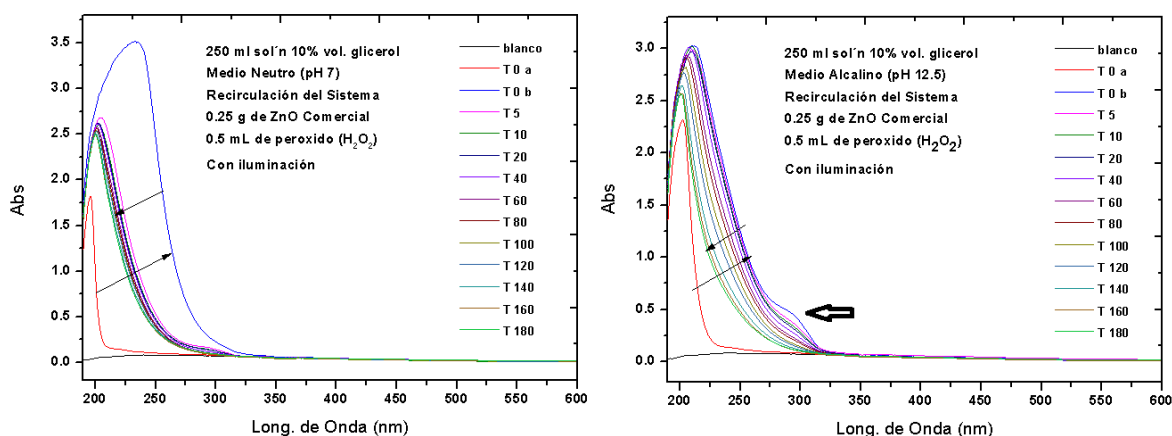 3.5
3.0
2.5
2.0
1.5
1.0
0.5
0.0
Abs
200 250 300 350 400 450 500 550 600
Long. de Onda (nm)
250 ml sol´n 10% vol. glicerol
Medio Neutro (pH 7)
Recirculación del Sistema
0.25 g de ZnO Comercial
0.5 mL de peroxido (H₂O₂)
Con iluminación
blanco
T 0 a
T 0 b
T 5
T 10
T 20
T 40
T 60
T 80
T 100
T 120
T 140
T 160
T 180
3.0
2.5
2.0
1.5
1.0
0.5
0.0
Abs
200 250 300 350 400 450 500 550 600
Long. de Onda (nm)
250 ml sol´n 10% vol. glicerol
Medio Alcalino (pH 12.5)
Recirculación del Sistema
0.25 g de ZnO Comercial
0.5 mL de peroxido (H₂O₂)
Con iluminación
blanco
T 0 a
T 0 b
T 5
T 10
T 20
T 40
T 60
T 80
T 100
T 120
T 140
T 160
T 180